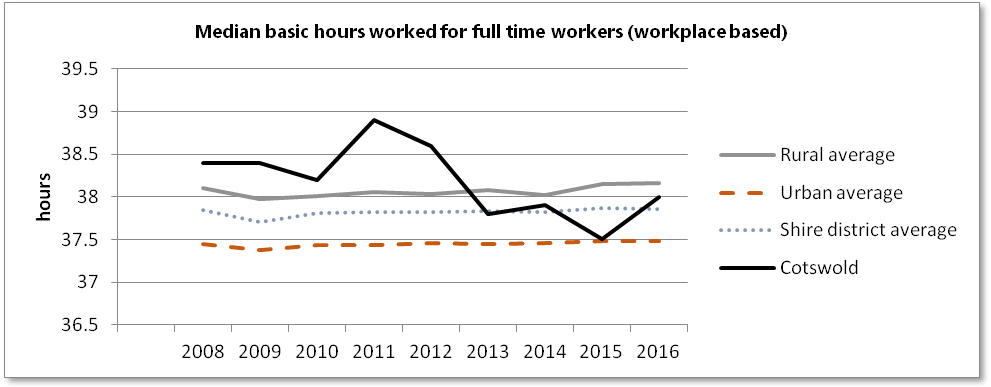 Median basic hours worked for full time workers (workplace based)
hours
39.5
39
38.5
38
37.5
37
36.5
2008 2009 2010 2011 2012 2013 2014 2015 2016
Rural average
Urban average
Shire district average
Cotswold